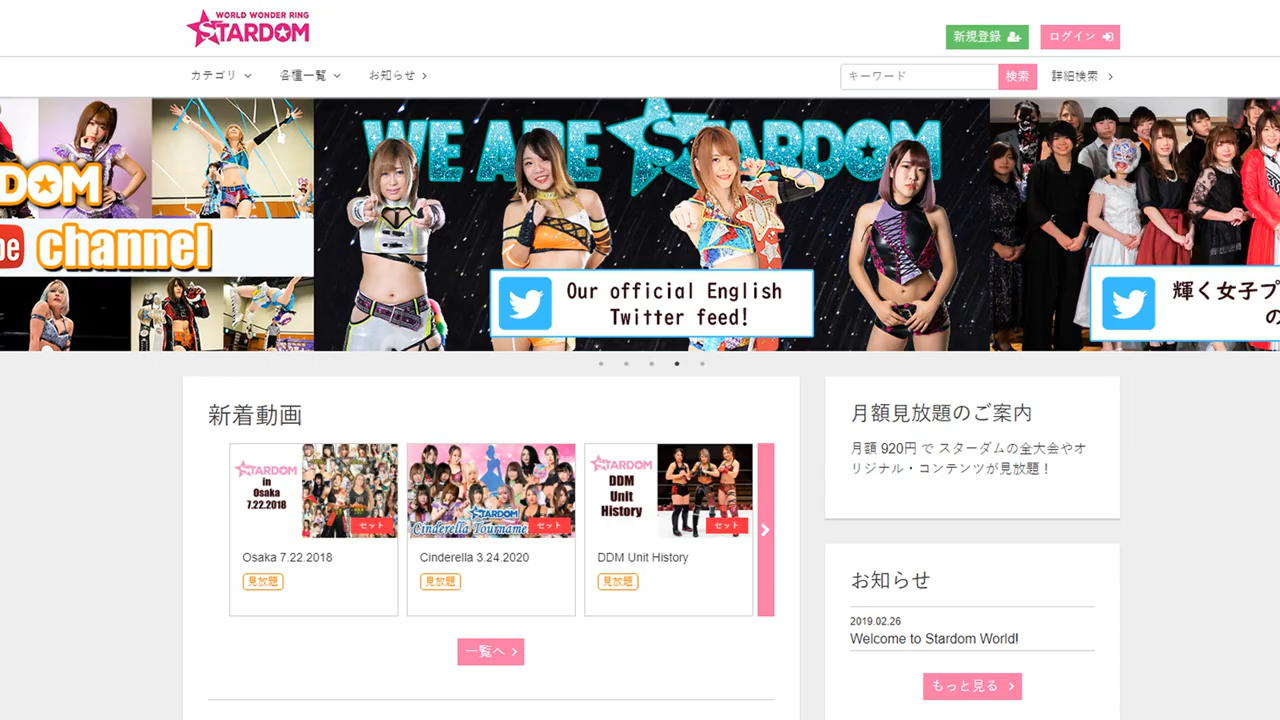 WORLD WONDER RING
STARDOM
新規登録
ログイン
カテゴリ
各種一覧
お知らせ
キーワード
検索
詳細検索
DOM
be channel
WE ARE STARDOM
Our official English
Twitter feed!
輝く女子プ
の
新着動画
STARDOM
in
Osaka
7.22.2018
セット
Osaka 7.22.2018
見放題
STARDOM
Cinderella Tourname
セット
Cinderella 3.24.2020
見放題
STARDOM
DDM
Unit
History
セット
DDM Unit History
見放題
一覧へ
月額見放題のご案内
月額 920円 で スターダムの全大会やオ
リジナル・コンテンツが見放題！
お知らせ
2019.02.26
Welcome to Stardom World!
もっと見る